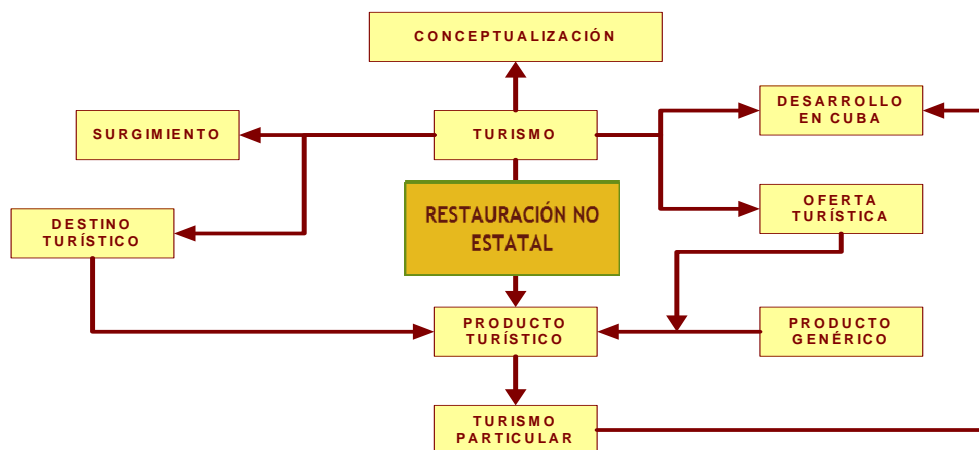 CONCEPTUALIZACIÓN
SURGIMIENTO
TURISMO
DESARROLLO
EN CUBA
DESTINO
TURÍSTICO
RESTAURACIÓN NO
ESTATAL
OFERTA
TURÍSTICA
PRODUCTO
TURÍSTICO
PRODUCTO
GENÉRICO
TURISMO
PARTICULAR